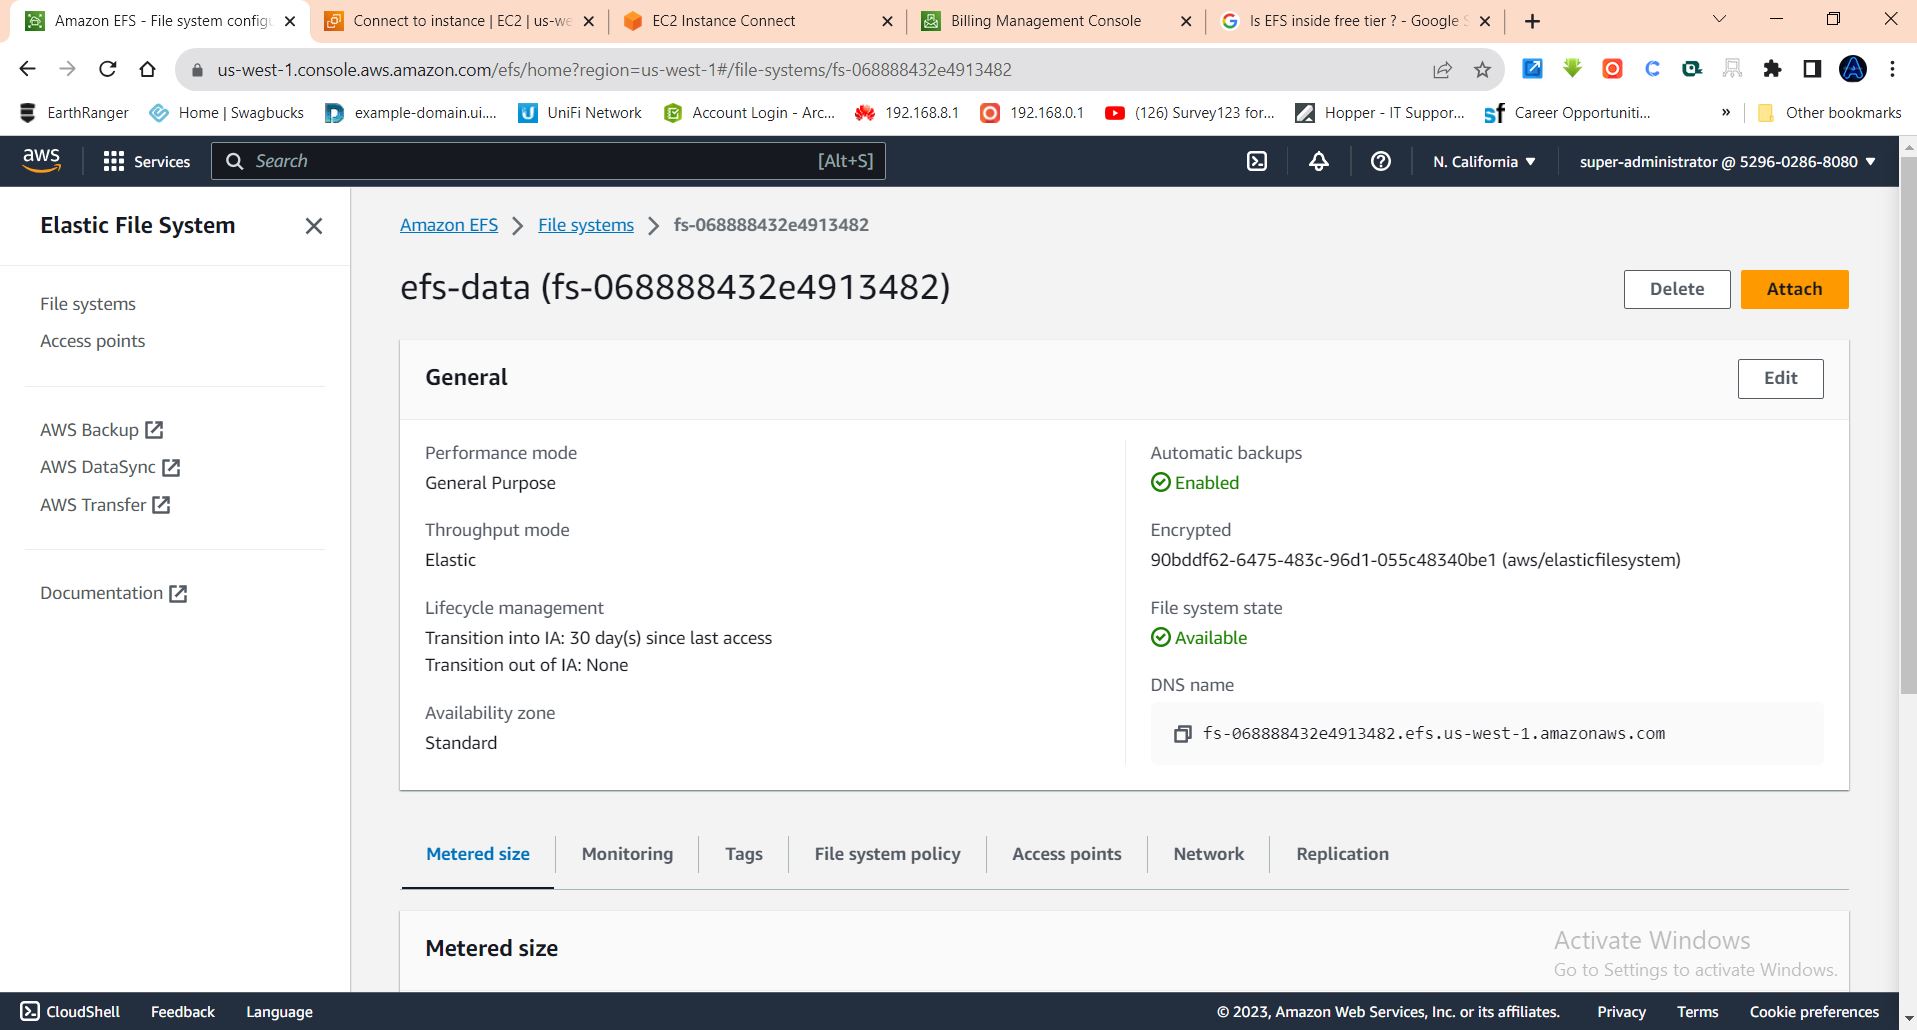 Amazon EFS - File system configu
Connect to instance | EC2 | us-we
EC2 Instance Connect
Billing Management Console
Is EFS inside free tier ? - Google S
us-west-1.console.aws.amazon.com/efs/home?region=us-west-1#/file-systems/fs-068888432e4913482
EarthRanger
Home | Swagbucks
example-domain.ui....
UniFi Network
Account Login - Arc...
192.168.8.1
192.168.0.1
(126) Survey123 for...
Hopper - IT Suppor...
Career Opportuniti...
»
Other bookmarks
aws
Services
Search
[Alt+S]
N. California
super-administrator @ 5296-0286-8080
Elastic File System
File systems
Access points
AWS Backup
AWS DataSync
AWS Transfer
Documentation
Amazon EFS
File systems
fs-068888432e4913482
efs-data (fs-068888432e4913482)
Delete
Attach
General
Edit
Performance mode
General Purpose
Throughput mode
Elastic
Lifecycle management
Transition into IA: 30 day(s) since last access
Transition out of IA: None
Availability zone
Standard
Automatic backups
Enabled
Encrypted
90bddf62-6475-483c-96d1-055c48340be1 (aws/elasticfilesystem)
File system state
Available
DNS name
fs-068888432e4913482.efs.us-west-1.amazonaws.com
Metered size
Monitoring
Tags
File system policy
Access points
Network
Replication
Metered size
Activate Windows
Go to Settings to activate Windows.
CloudShell
Feedback
Language
© 2023, Amazon Web Services, Inc. or its affiliates.
Privacy
Terms
Cookie preferences